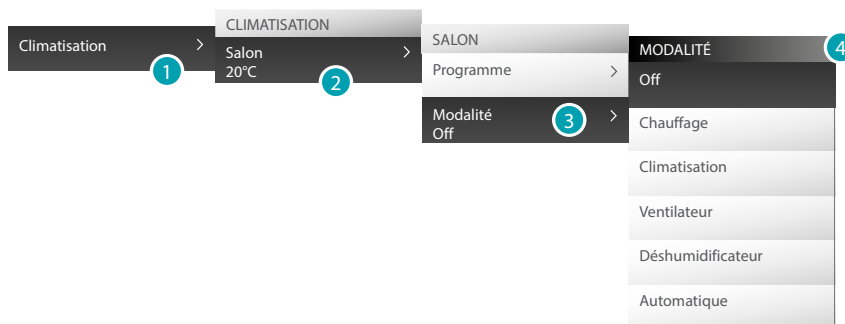 Climatisation
1
CLIMATISATION
Salon
20°C
2
SALON
Programme
Modalité
Off
3
MODALITÉ
4
Off
Chauffage
Climatisation
Ventilateur
Déshumidificateur
Automatique